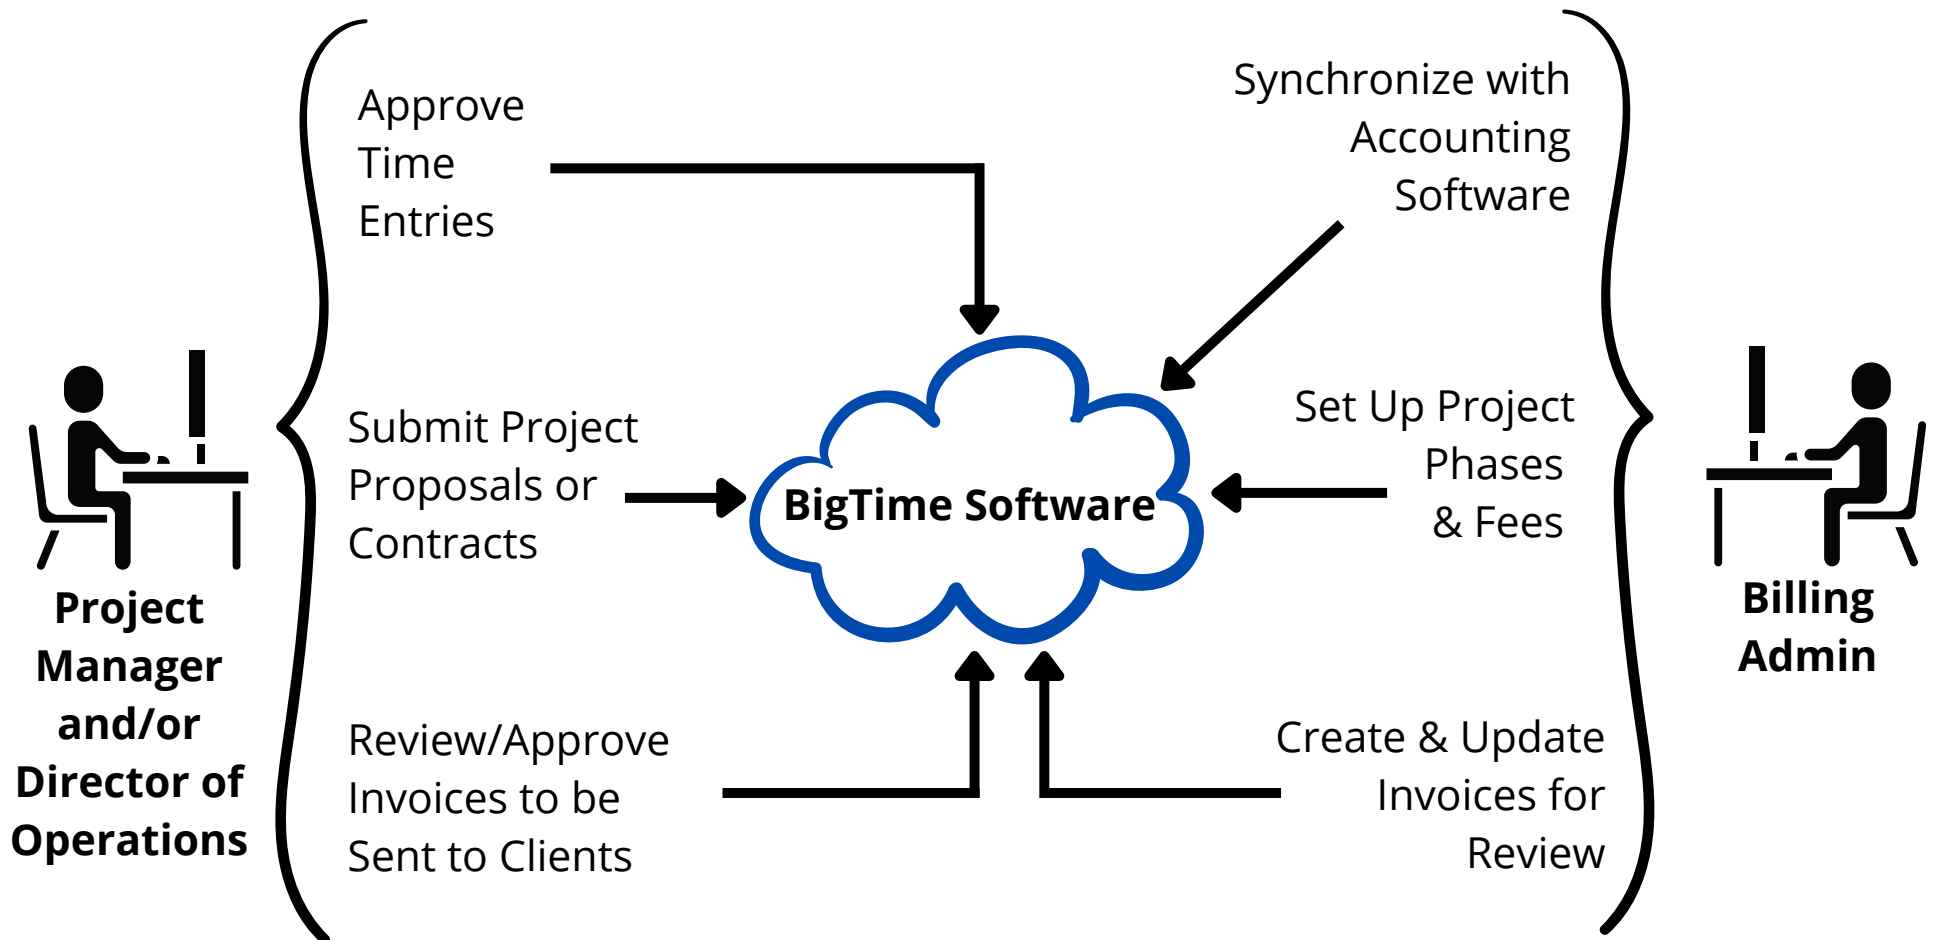 Approve
Time
Entries
Submit Project
Proposals or
Contracts
Review/Approve
Invoices to be
Sent to Clients
Project
Manager
and/or
Director of
Operations
BigTime Software
Synchronize with
Accounting
Software
Set Up Project
Phases
& Fees
Create & Update
Invoices for
Review
Billing
Admin